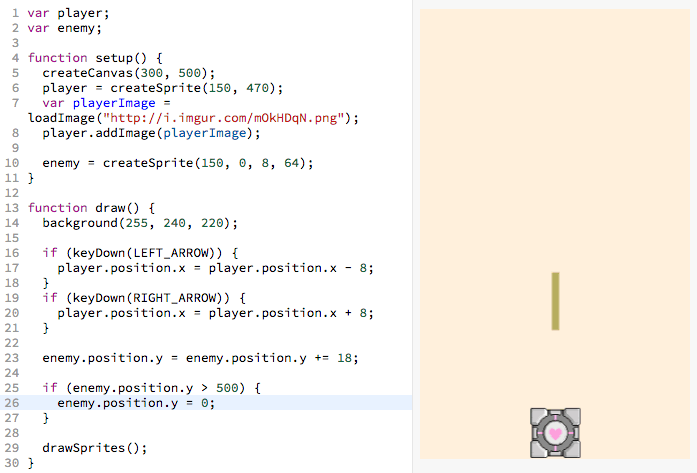 1 var player;
2 var enemy;
3
4 function setup() {
5   createCanvas(300, 500);
6   player = createSprite(150, 470);
7   var playerImage =
loadImage("http://i.imgur.com/mOkHDqN.png");
8   player.addImage(playerImage);
9
10   enemy = createSprite(150, 0, 8, 64);
11 }
12
13 function draw() {
14   background(255, 240, 220);
15
16   if (keyDown(LEFT_ARROW)) {
17     player.position.x = player.position.x - 8;
18   }
19   if (keyDown(RIGHT_ARROW)) {
20     player.position.x = player.position.x + 8;
21   }
22
23   enemy.position.y = enemy.position.y += 18;
24
25   if (enemy.position.y > 500) {
26     enemy.position.y = 0;
27   }
28
29   drawSprites();
30 }